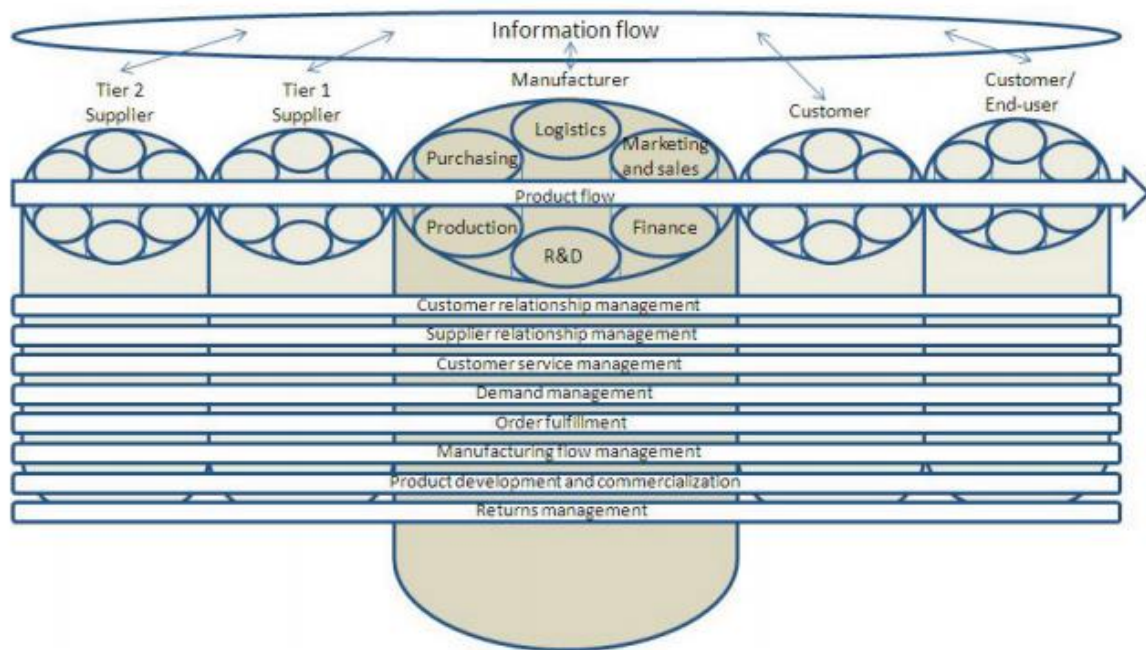 Information flow
Tier 2
Supplier
Tier 1
Supplier
Manufacturer
Customer
Customer/
End-user
Logistics
Purchasing
Marketing
and sales
Product flow
Production
Finance
R&D
Customer relationship management
Supplier relationship management
Customer service management
Demand management
Order fulfillment
Manufacturing flow management
Product development and commercialization
Returns management